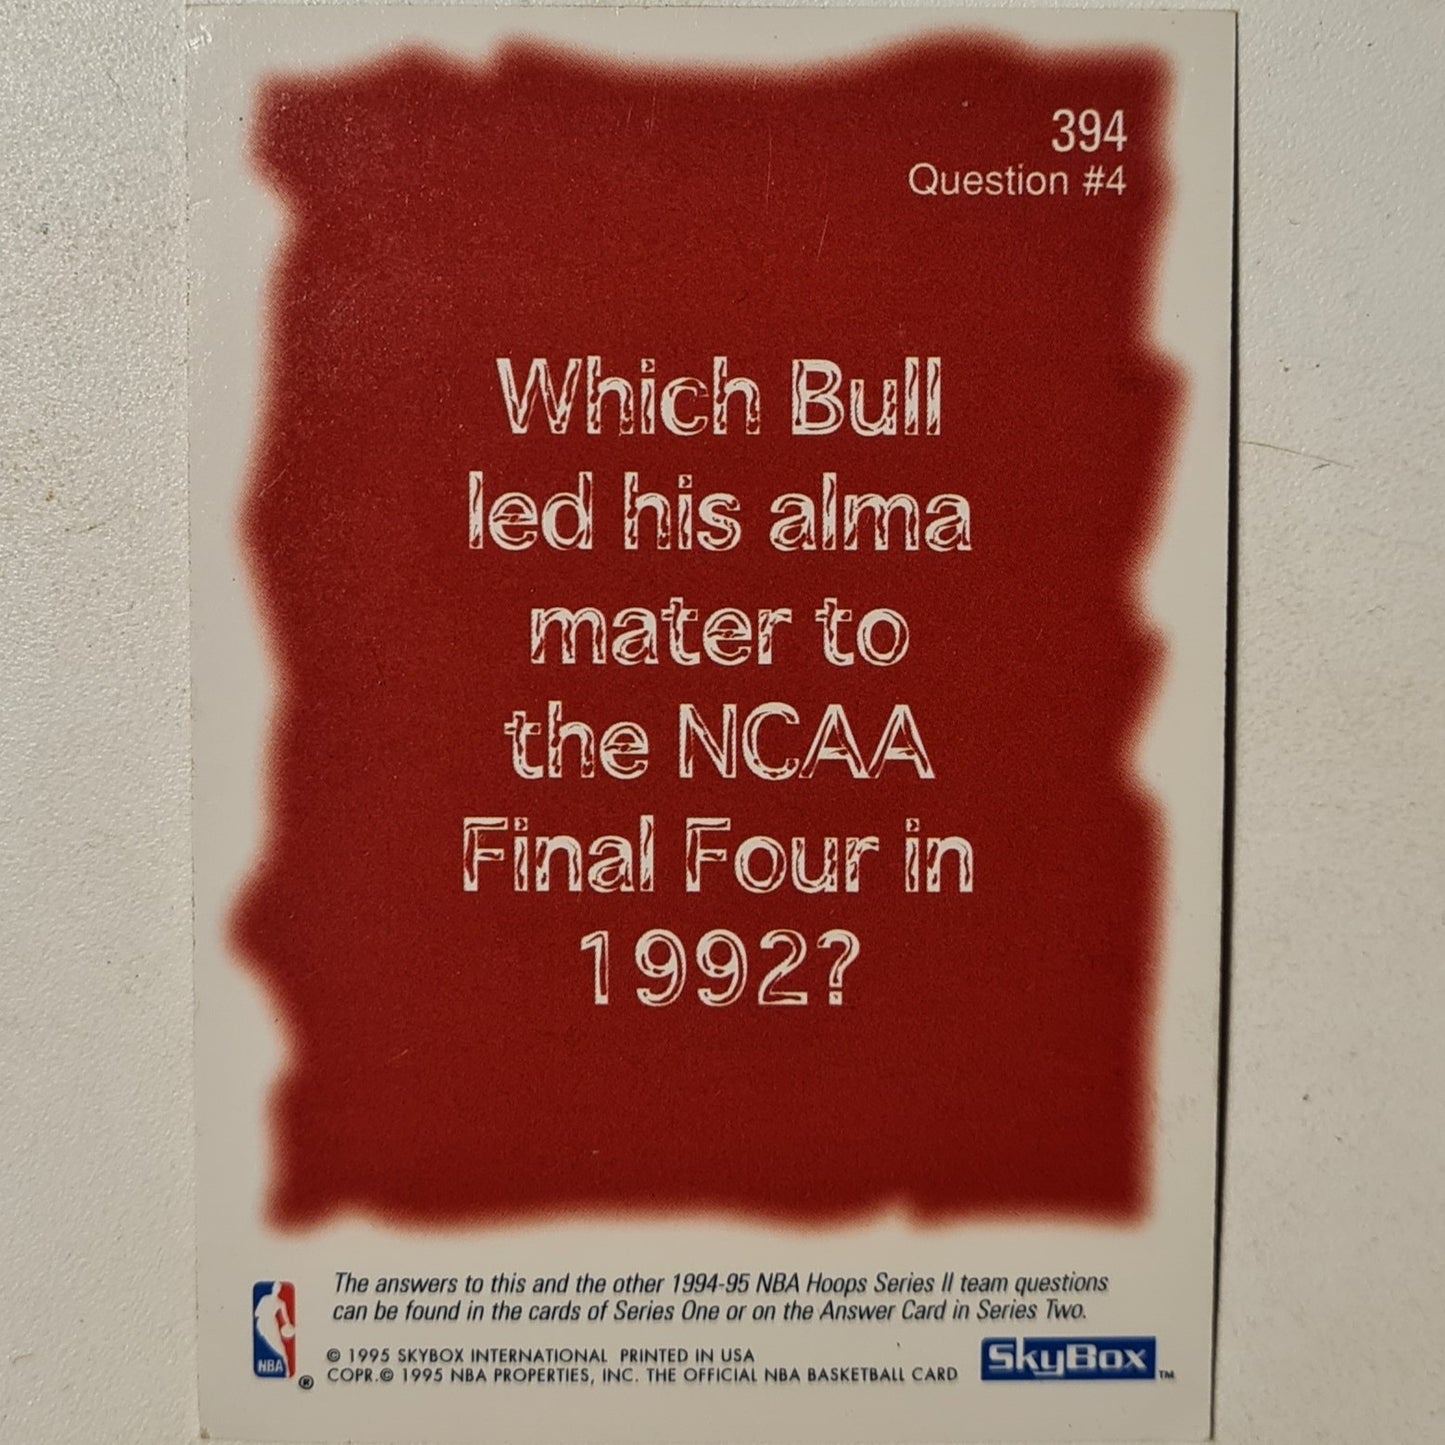 394
Question #4
Which Bull
led his alma
mater to
the NCAA
Final Four in
1992?
The answers to this and the other 1994-95 NBA Hoops Series II team questions
can be found in the cards of Series One or on the Answer Card in Series Two.
© 1995 SKYBOX INTERNATIONAL PRINTED IN USA
COPR.© 1995 NBA PROPERTIES, INC. THE OFFICIAL NBA BASKETBALL CARD
NBA
®
SkyBox
TM